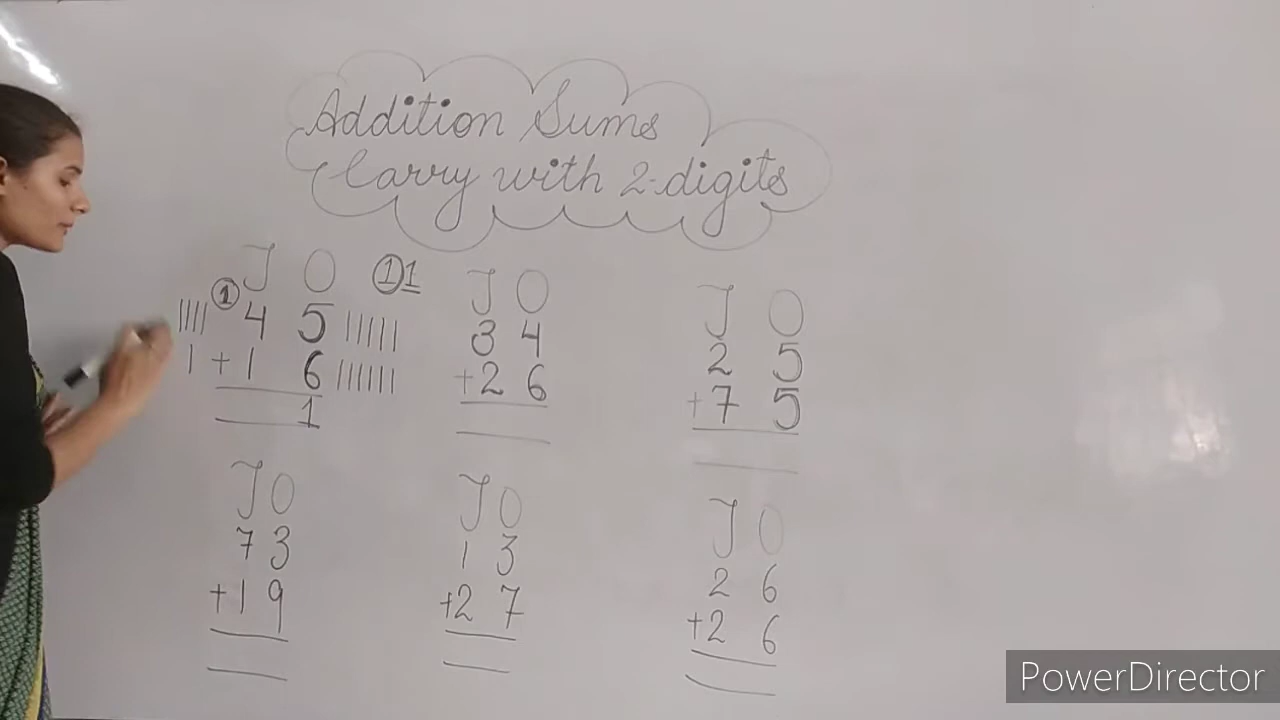 Addition Sums
Carry with 2-digits
T O ①1
① 4 5
+ 1 6
1
T O
3 4
+ 2 6
T O
2 5
+ 7 5
T O
7 3
+ 1 9
T O
1 3
+ 2 7
T O
2 6
+ 2 6
PowerDirector